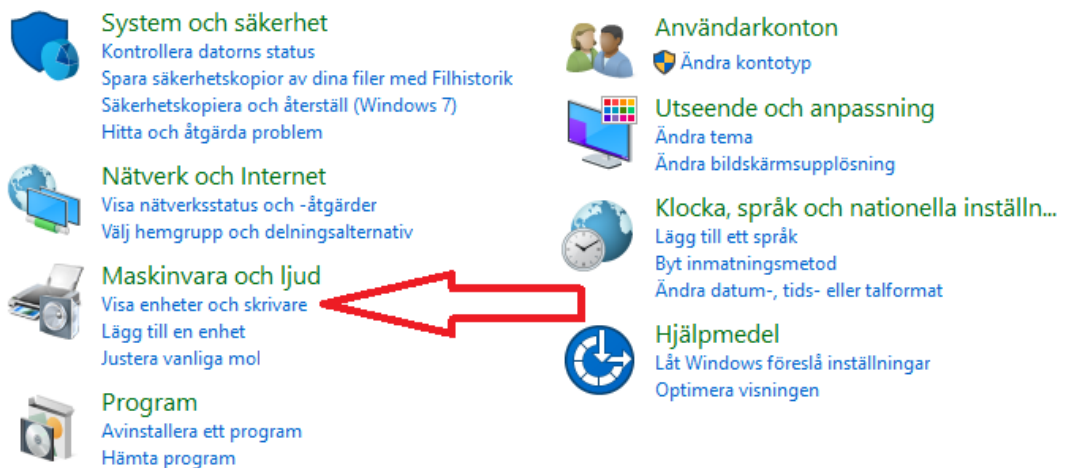 System och säkerhet
Kontrollera datorns status
Spara säkerhetskopior av dina filer med Filhistorik
Säkerhetskopiera och återställ (Windows 7)
Hitta och åtgärda problem
Nätverk och Internet
Visa nätverksstatus och -åtgärder
Välj hemgrupp och delningsalternativ
Maskinvara och ljud
Visa enheter och skrivare
Lägg till en enhet
Justera vanliga mol
Program
Avinstallera ett program
Hämta program
Användarkonton
Ändra kontotyp
Utseende och anpassning
Ändra tema
Ändra bildskärmsupplösning
Klocka, språk och nationella inställn...
Lägg till ett språk
Byt inmatningsmetod
Ändra datum-, tids- eller talformat
Hjälpmedel
Låt Windows föreslå inställningar
Optimera visningen